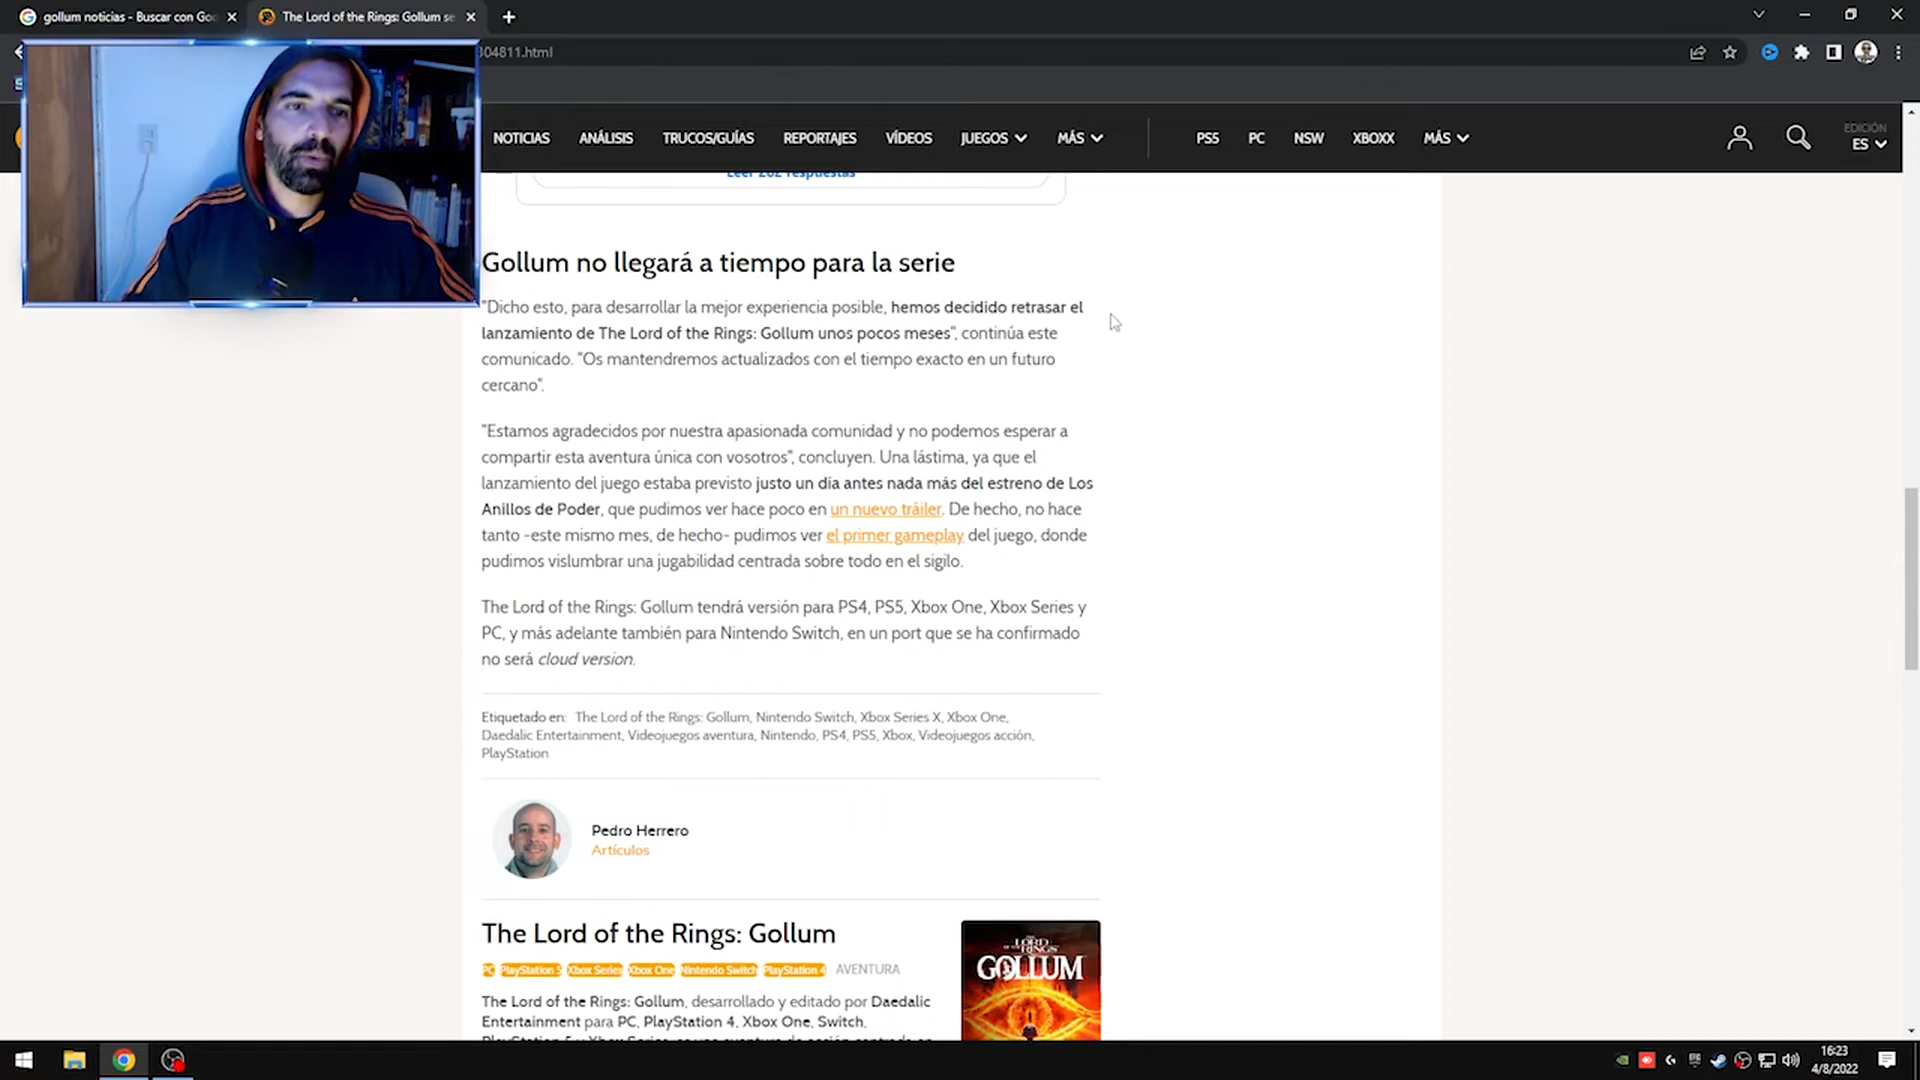 gollum noticias - Buscar con Goo
The Lord of the Rings: Gollum se
304811.html
NOTICIAS ANÁLISIS TRUCOS/GUÍAS REPORTAJES VÍDEOS JUEGOS MÁS PS5 PC NSW XBOXX MÁS
EDICIÓN
ES
Leer 202 respuestas
Gollum no llegará a tiempo para la serie
"Dicho esto, para desarrollar la mejor experiencia posible, hemos decidido retrasar el
lanzamiento de The Lord of the Rings: Gollum unos pocos meses", continúa este
comunicado. "Os mantendremos actualizados con el tiempo exacto en un futuro
cercano".
"Estamos agradecidos por nuestra apasionada comunidad y no podemos esperar a
compartir esta aventura única con vosotros", concluyen. Una lástima, ya que el
lanzamiento del juego estaba previsto justo un día antes nada más del estreno de Los
Anillos de Poder, que pudimos ver hace poco en un nuevo tráiler. De hecho, no hace
tanto -este mismo mes, de hecho- pudimos ver el primer gameplay del juego, donde
pudimos vislumbrar una jugabilidad centrada sobre todo en el sigilo.
The Lord of the Rings: Gollum tendrá versión para PS4, PS5, Xbox One, Xbox Series y
PC, y más adelante también para Nintendo Switch, en un port que se ha confirmado
no será cloud version.
Etiquetado en: The Lord of the Rings: Gollum, Nintendo Switch, Xbox Series X, Xbox One,
Daedalic Entertainment, Videojuegos aventura, Nintendo, PS4, PS5, Xbox, Videojuegos acción,
PlayStation
Pedro Herrero
Artículos
The Lord of the Rings: Gollum
PC PlayStation 5 Xbox Series Xbox One Nintendo Switch PlayStation 4 AVENTURA
The Lord of the Rings: Gollum, desarrollado y editado por Daedalic
Entertainment para PC, PlayStation 4, Xbox One, Switch,
THE
LORD
OF THE RINGS
GOLLUM
16:23
4/8/2022